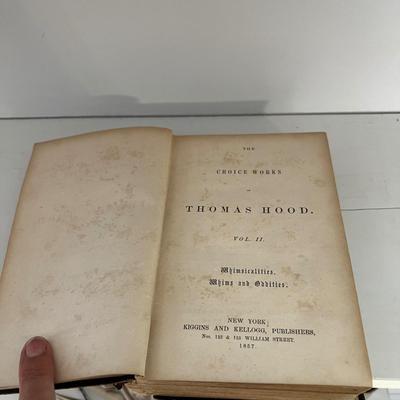 THE
CHOICE WORKS
OF
THOMAS HOOD.
VOL. II.
Whimsicalities.
Whims and Oddities.
NEW YORK;
KIGGINS AND KELLOGG, PUBLISHERS,
Nos. 123 & 125 WILLIAM STREET.
1857.